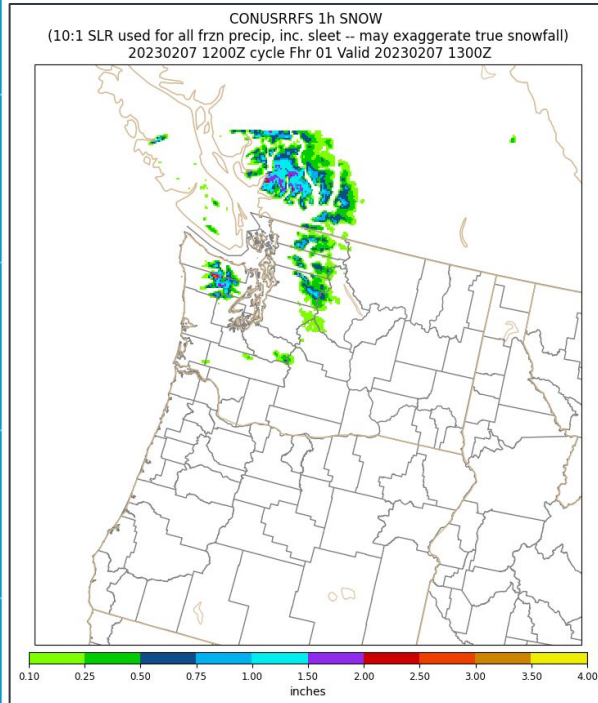 CONUSRRFS 1h SNOW
(10:1 SLR used for all frzn precip, inc. sleet -- may exaggerate true snowfall)
20230207 1200Z cycle Fhr 01 Valid 20230207 1300Z
0.10 0.25 0.50 0.75 1.00 1.50 2.00 2.50 3.00 3.50 4.00
inches